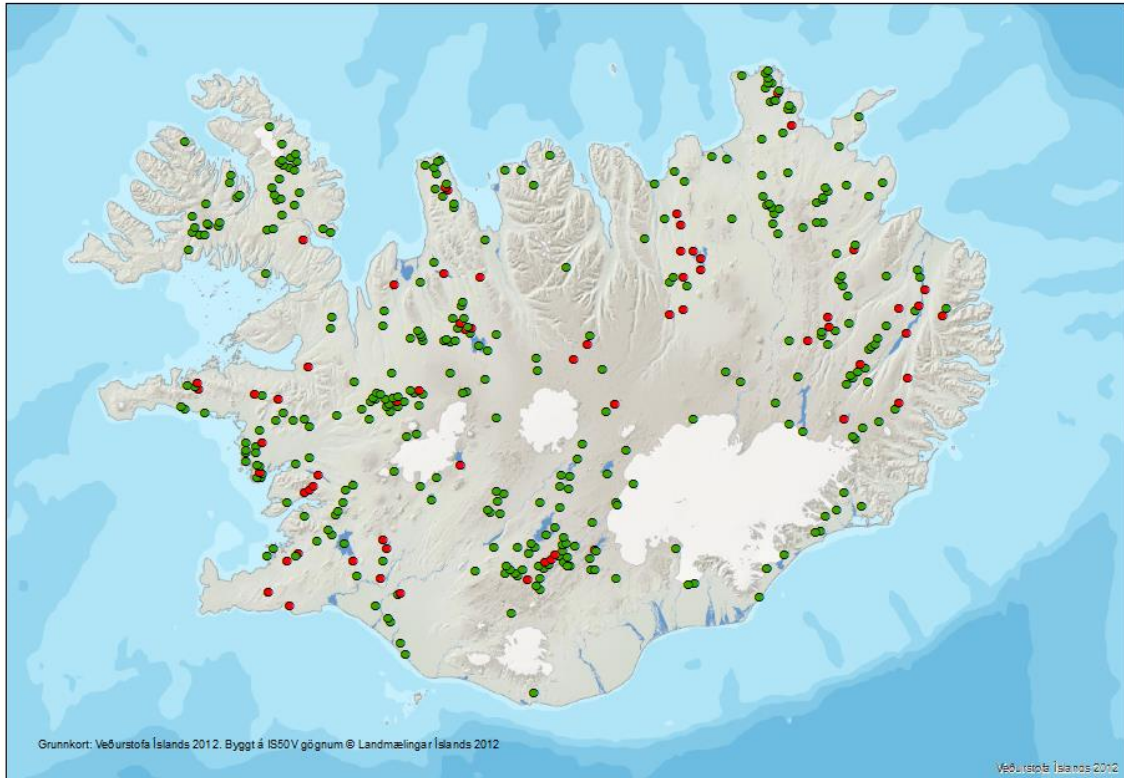 Grunnkort: Veðurstofa Íslands 2012. Byggt á IS50V gögnum © Landmælingar Íslands 2012
Veðurstofa Íslands 2012